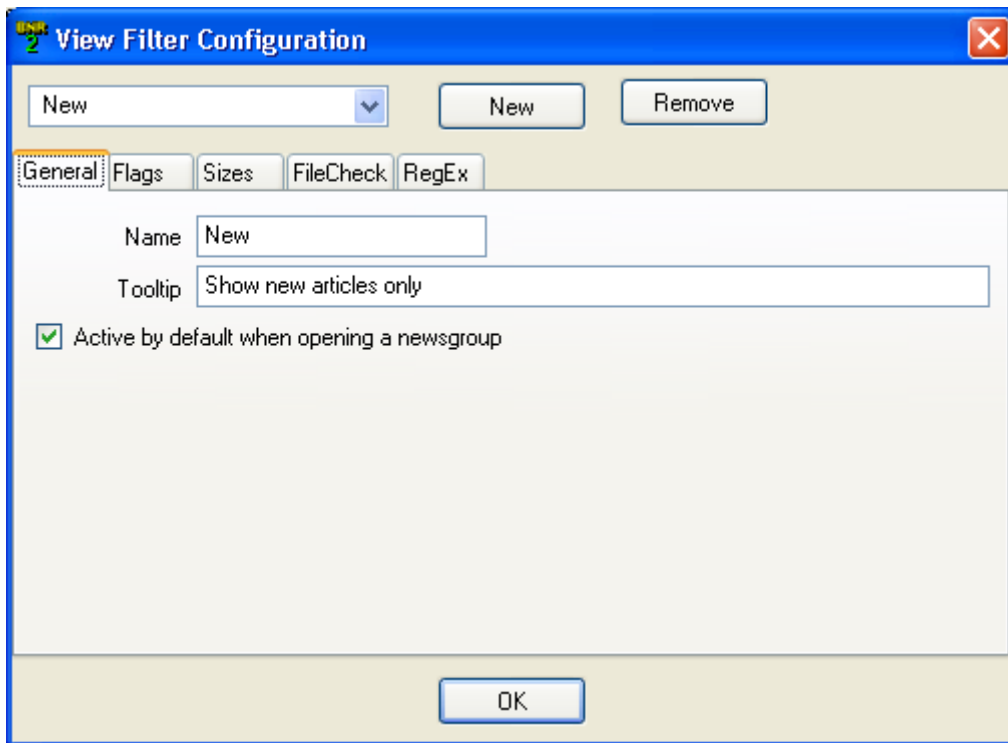 View Filter Configuration
New New Remove
General Flags Sizes FileCheck RegEx
Name New
Tooltip Show new articles only
Active by default when opening a newsgroup
OK